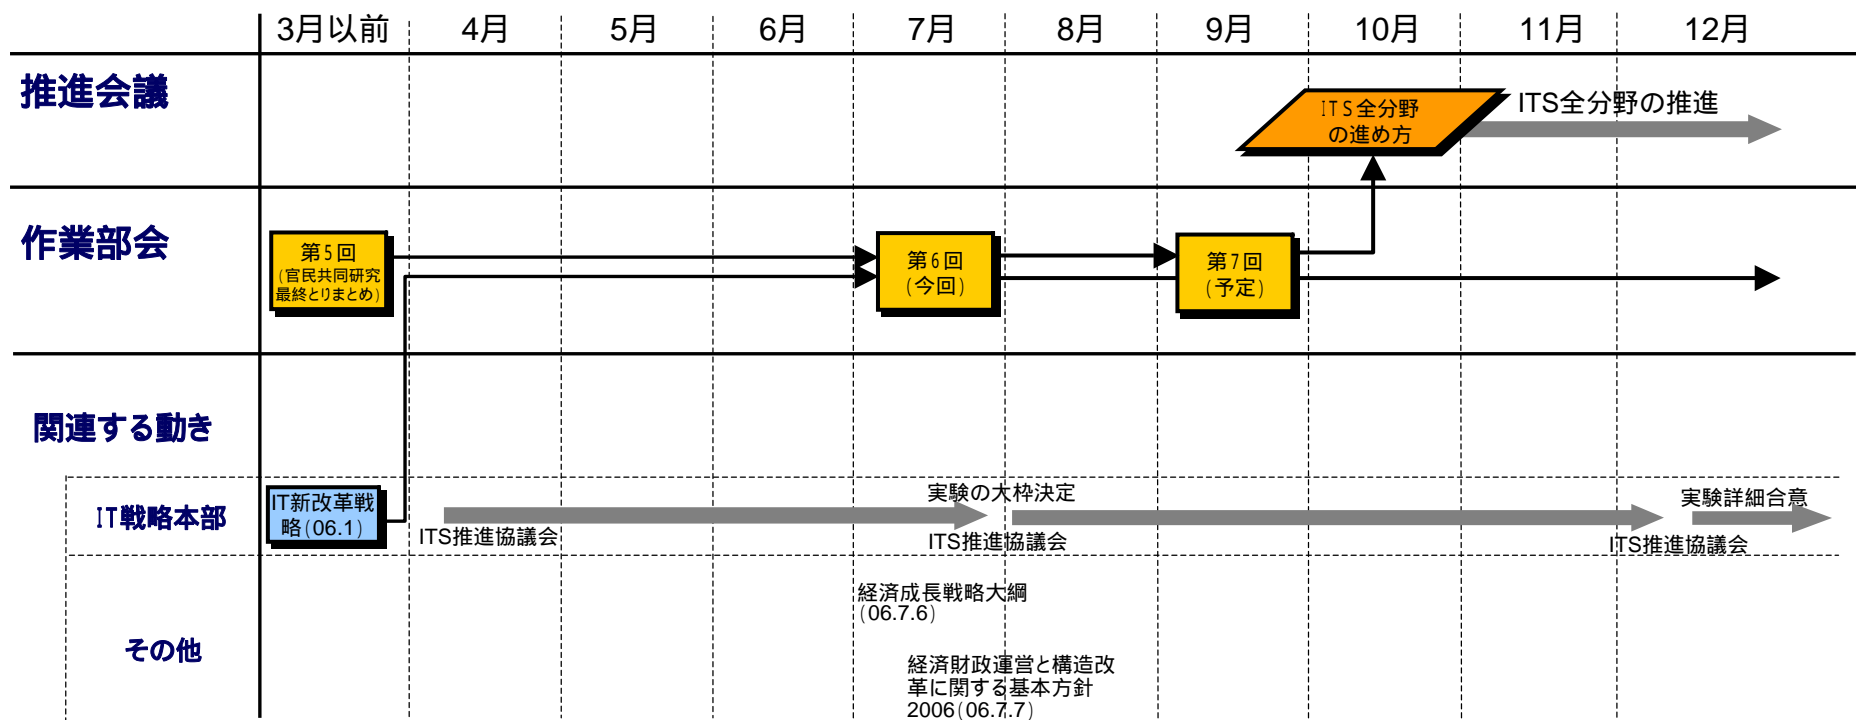 3月以前 4月 5月 6月 7月 8月 9月 10月 11月 12月
推進会議
ITS全分野
の進め方
ITS全分野の推進
作業部会
第5回
(官民共同研究
最終とりまとめ)
第6回
(今回)
第7回
(予定)
関連する動き
IT戦略本部
IT新改革戦
略(06.1)
ITS推進協議会
実験の大枠決定
ITS推進協議会
実験詳細合意
ITS推進協議会
その他
経済成長戦略大綱
(06.7.6)
経済財政運営と構造改
革に関する基本方針
2006(06.7.7)